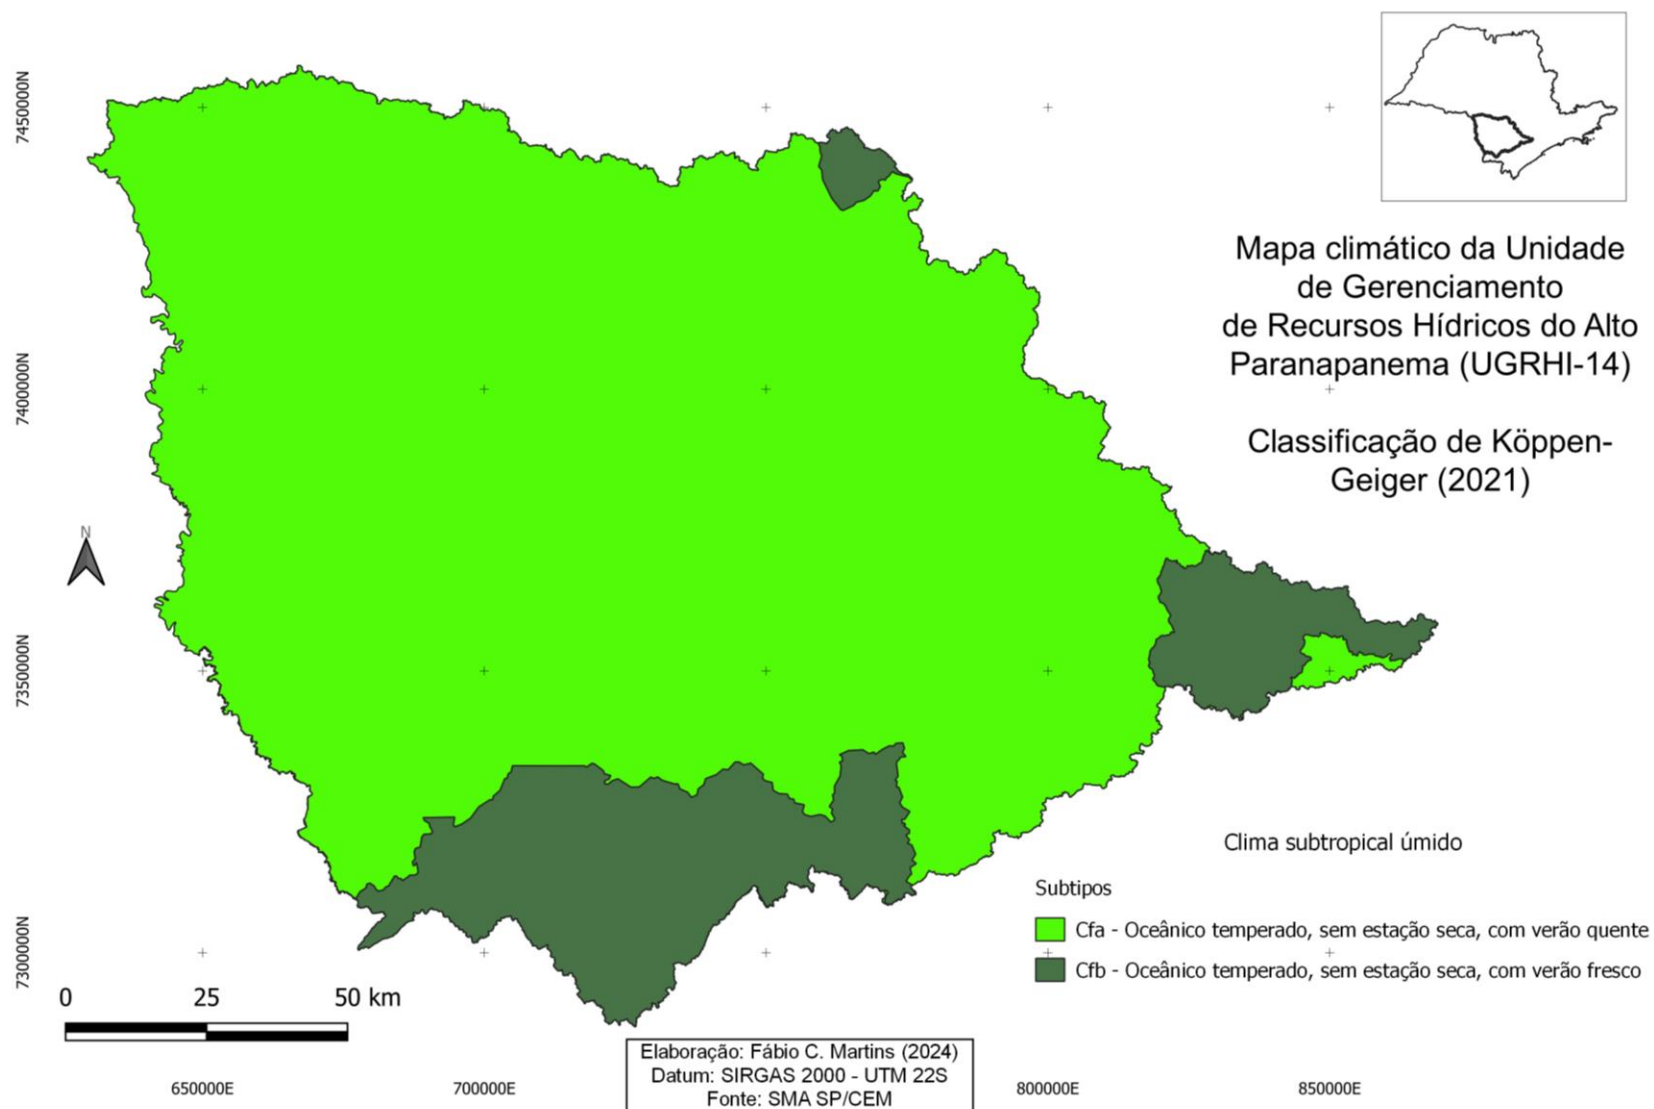 Mapa climático da Unidade
de Gerenciamento
de Recursos Hídricos do Alto
Paranapanema (UGRHI-14)
Classificação de Köppen-
Geiger (2021)
7450000N
7400000N
7350000N
7300000N
N
Clima subtropical úmido
Subtipos
Cfa - Oceânico temperado, sem estação seca, com verão quente
Cfb - Oceânico temperado, sem estação seca, com verão fresco
0 25 50 km
Elaboração: Fábio C. Martins (2024)
Datum: SIRGAS 2000 - UTM 22S
Fonte: SMA SP/CEM
650000E 700000E 800000E 850000E